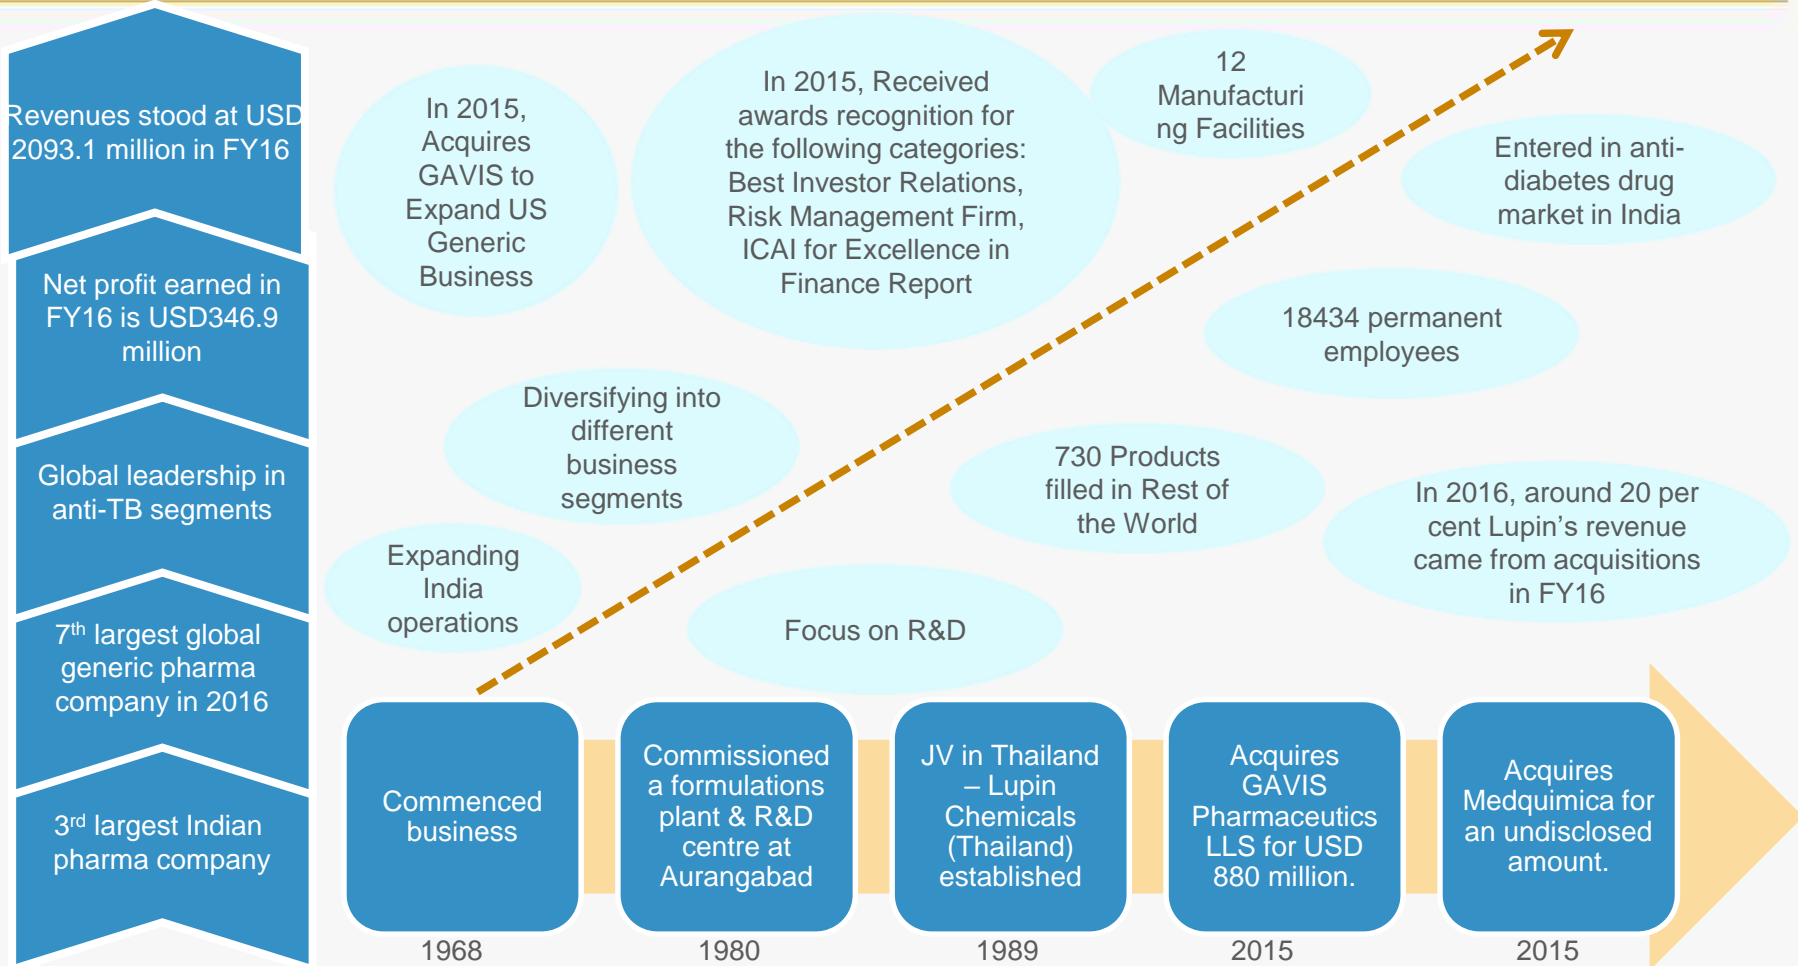 Revenues stood at USD
2093.1 million in FY16
Net profit earned in
FY16 is USD346.9
million
Global leadership in
anti-TB segments
7th largest global
generic pharma
company in 2016
3rd largest Indian
pharma company
In 2015,
Acquires
GAVIS to
Expand US
Generic
Business
In 2015, Received
awards recognition for
the following categories:
Best Investor Relations,
Risk Management Firm,
ICAI for Excellence in
Finance Report
12
Manufacturi
ng Facilities
Entered in anti-
diabetes drug
market in India
18434 permanent
employees
Diversifying into
different
business
segments
730 Products
filled in Rest of
the World
In 2016, around 20 per
cent Lupin’s revenue
came from acquisitions
in FY16
Expanding
India
operations
Focus on R&D
Commenced
business
Commissioned
a formulations
plant & R&D
centre at
Aurangabad
JV in Thailand
– Lupin
Chemicals
(Thailand)
established
Acquires
GAVIS
Pharmaceutics
LLS for USD
880 million.
Acquires
Medquimica for
an undisclosed
amount.
1968
1980
1989
2015
2015